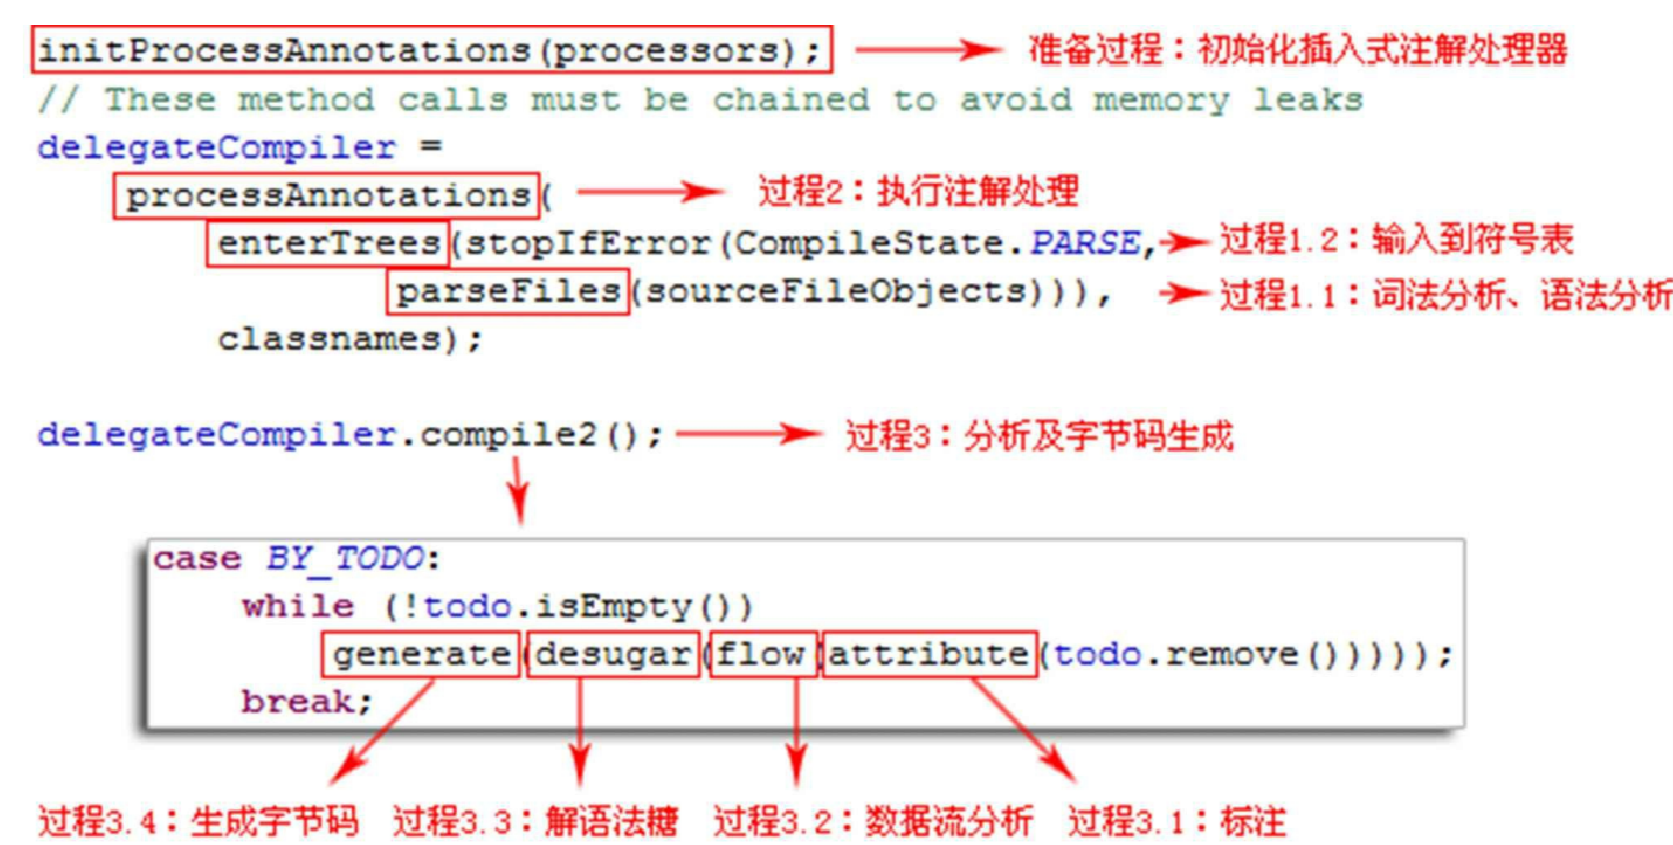 initProcessAnnotations(processors); 准备过程：初始化插入式注解处理器
// These method calls must be chained to avoid memory leaks
delegateCompiler =
processAnnotations( 过程2：执行注解处理
enterTrees(stopIfError(CompileState.PARSE, 过程1.2：输入到符号表
parseFiles(sourceFileObjects))), 过程1.1：词法分析、语法分析
classnames);
delegateCompiler.compile2(); 过程3：分析及字节码生成
case BY_TODO:
while (!todo.isEmpty())
generate(desugar(flow(attribute(todo.remove()))));
break;
过程3.4：生成字节码 过程3.3：解语法糖 过程3.2：数据流分析 过程3.1：标注